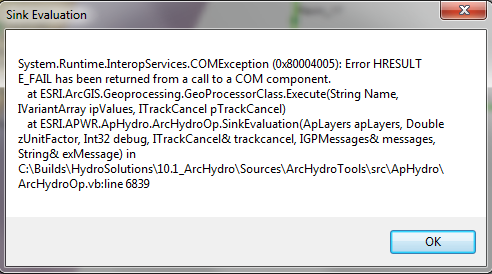 Sink Evaluation
System.Runtime.InteropServices.COMException (0x80004005): Error HRESULT
E_FAIL has been returned from a call to a COM component.
at ESRI.ArcGIS.Geoprocessing.GeoProcessorClass.Execute(String Name,
IVariantArray ipValues, ITrackCancel pTrackCancel)
at ESRI.APWR.ApHydro.ArcHydroOp.SinkEvaluation(ApLayers apLayers, Double
zUnitFactor, Int32 debug, ITrackCancel& trackcancel, IGPMessages& messages,
String& exMessage) in
C:\Builds\HydroSolutions\10.1_ArcHydro\Sources\ArcHydroTools\src\ApHydro\
ArcHydroOp.vb:line 6839
OK